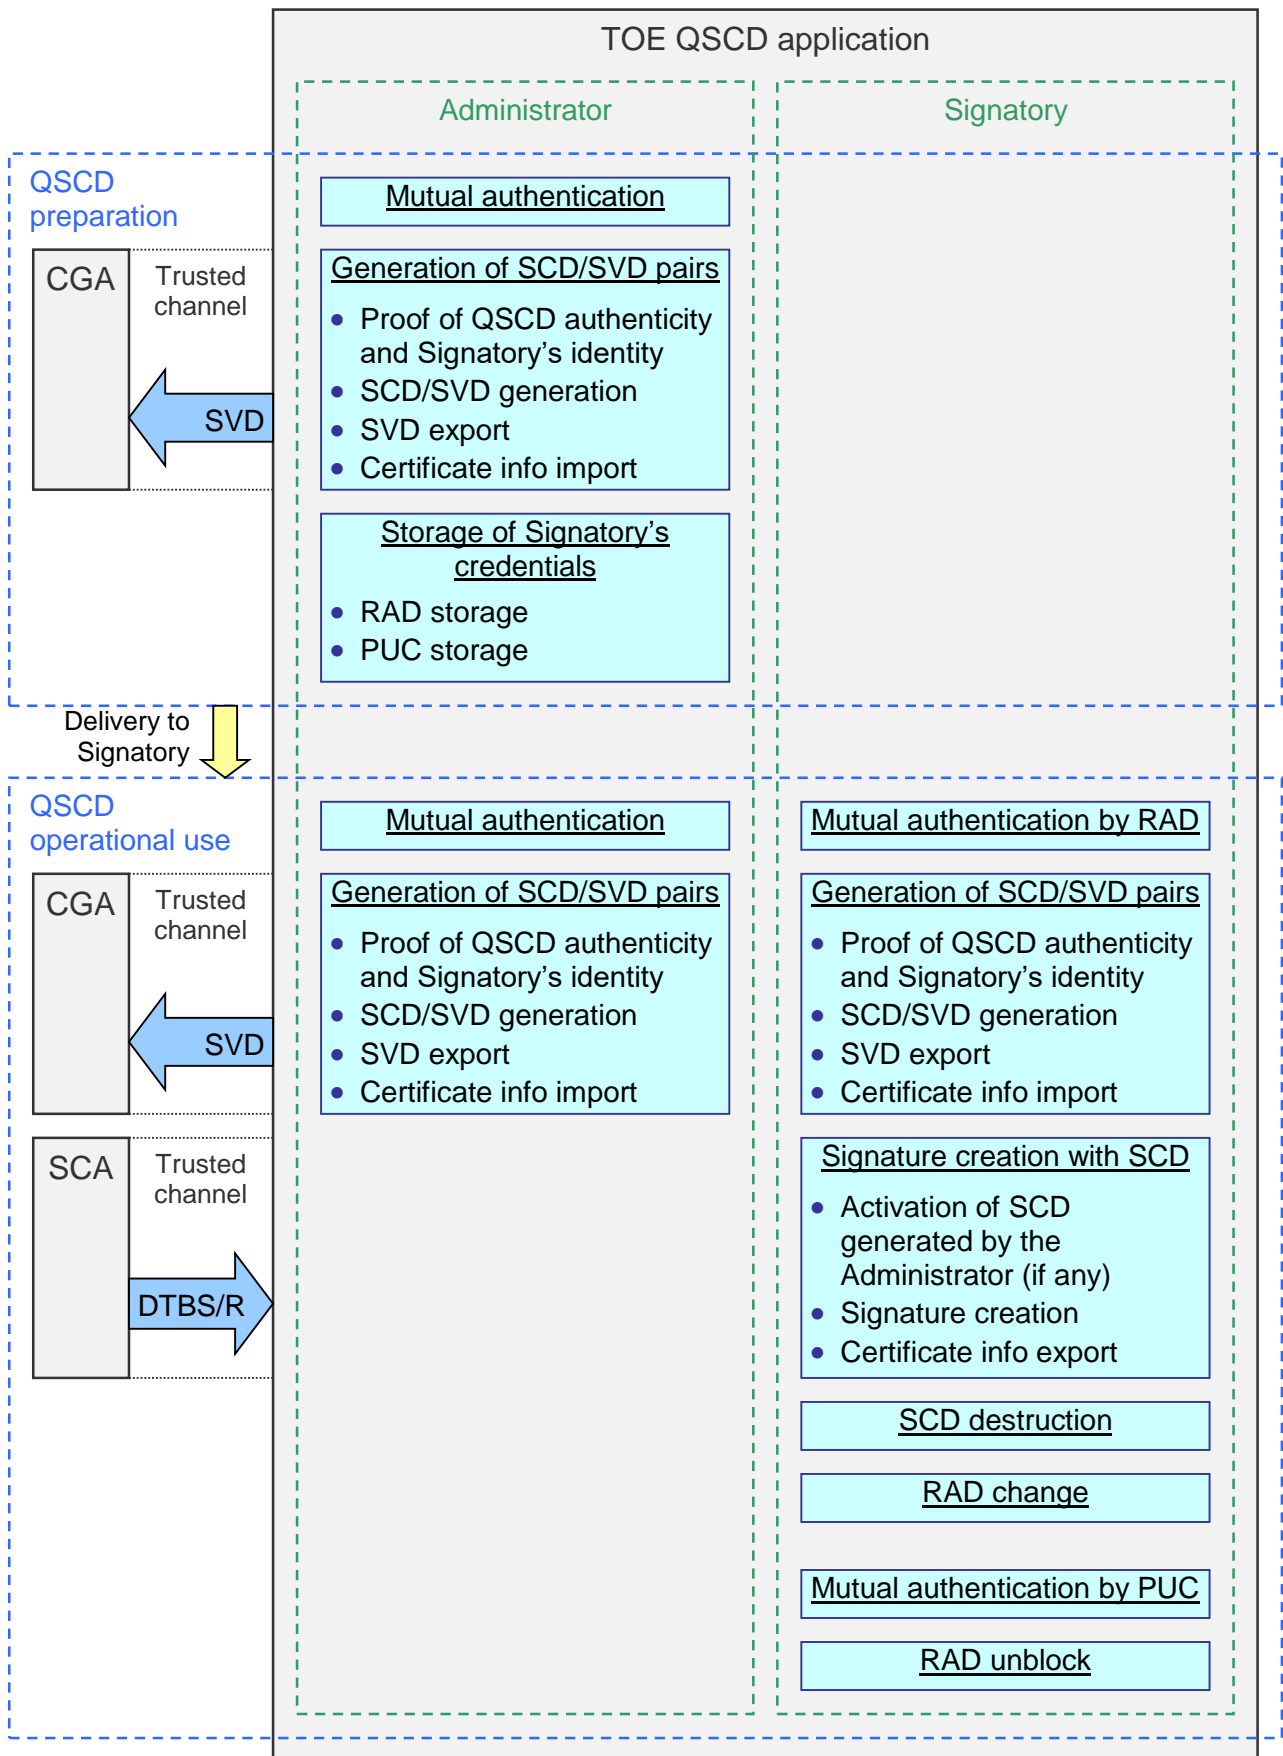 TOE QSCD application
Administrator
Signatory
QSCD
preparation
Mutual authentication
CGA
Trusted
channel
SVD
Generation of SCD/SVD pairs
• Proof of QSCD authenticity
and Signatory’s identity
• SCD/SVD generation
• SVD export
• Certificate info import
Storage of Signatory’s
credentials
• RAD storage
• PUC storage
Delivery to
Signatory
QSCD
operational use
Mutual authentication
Mutual authentication by RAD
CGA
Trusted
channel
SVD
Generation of SCD/SVD pairs
• Proof of QSCD authenticity
and Signatory’s identity
• SCD/SVD generation
• SVD export
• Certificate info import
Generation of SCD/SVD pairs
• Proof of QSCD authenticity
and Signatory’s identity
• SCD/SVD generation
• SVD export
• Certificate info import
SCA
Trusted
channel
DTBS/R
Signature creation with SCD
• Activation of SCD
generated by the
Administrator (if any)
• Signature creation
• Certificate info export
SCD destruction
RAD change
Mutual authentication by PUC
RAD unblock